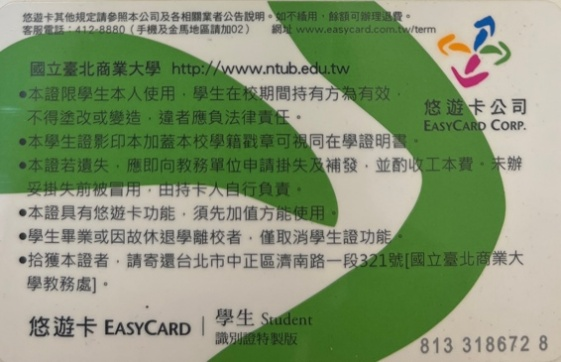 悠遊卡其他規定請參照本公司及各相關業者公告說明。如不續用，餘額可辦理退費。
客服電話：412-8880（手機及金馬地區請加02） 網址 www.easycard.com.tw/term
國立臺北商業大學 http://www.ntub.edu.tw
●本證限學生本人使用，學生在校期間持有方為有效，
不得塗改或變造，違者應負法律責任。
●本學生證影印本加蓋本校學籍戳章可視同在學證明書。
●本證若遺失，應即向教務單位申請掛失及補發，並酌收工本費。未辦
妥掛失前被冒用，由持卡人自行負責。
●本證具有悠遊卡功能，須先加值方能使用。
●學生畢業或因故休退學離校者，僅取消學生證功能。
●拾獲本證者，請寄還台北市中正區濟南路一段321號[國立臺北商業大
學教務處]。
悠遊卡公司
EASYCARD CORP.
悠遊卡 EASYCARD
學生 Student
識別證特製版
813 318672 8